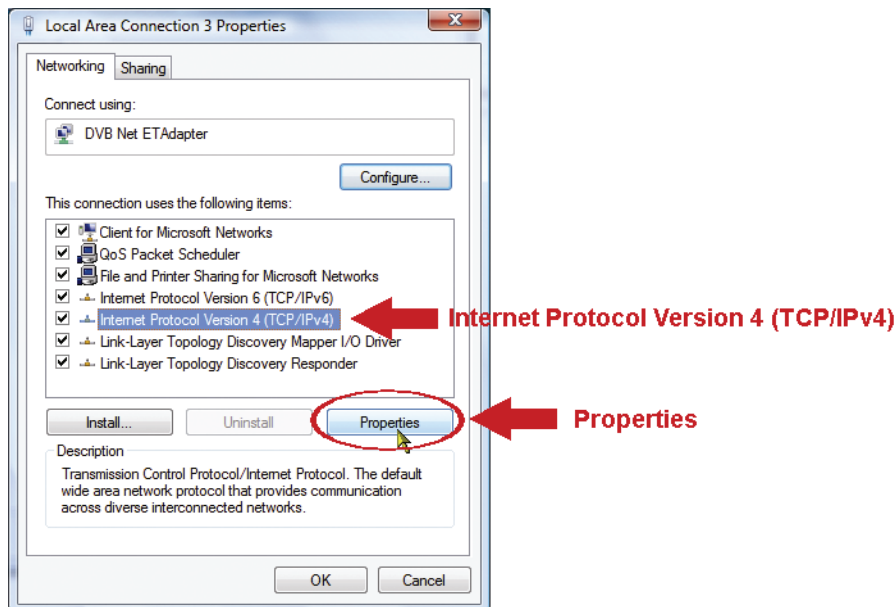 Local Area Connection 3 Properties
Networking
Sharing
Connect using:
DVB Net ETAdapter
Configure...
This connection uses the following items:
Client for Microsoft Networks
QoS Packet Scheduler
File and Printer Sharing for Microsoft Networks
Internet Protocol Version 6 (TCP/IPv6)
Internet Protocol Version 4 (TCP/IPv4)
Internet Protocol Version 4 (TCP/IPv4)
Link-Layer Topology Discovery Mapper I/O Driver
Link-Layer Topology Discovery Responder
Install...
Uninstall
Properties
Properties
Description
Transmission Control Protocol/Internet Protocol. The default
wide area network protocol that provides communication
across diverse interconnected networks.
OK
Cancel